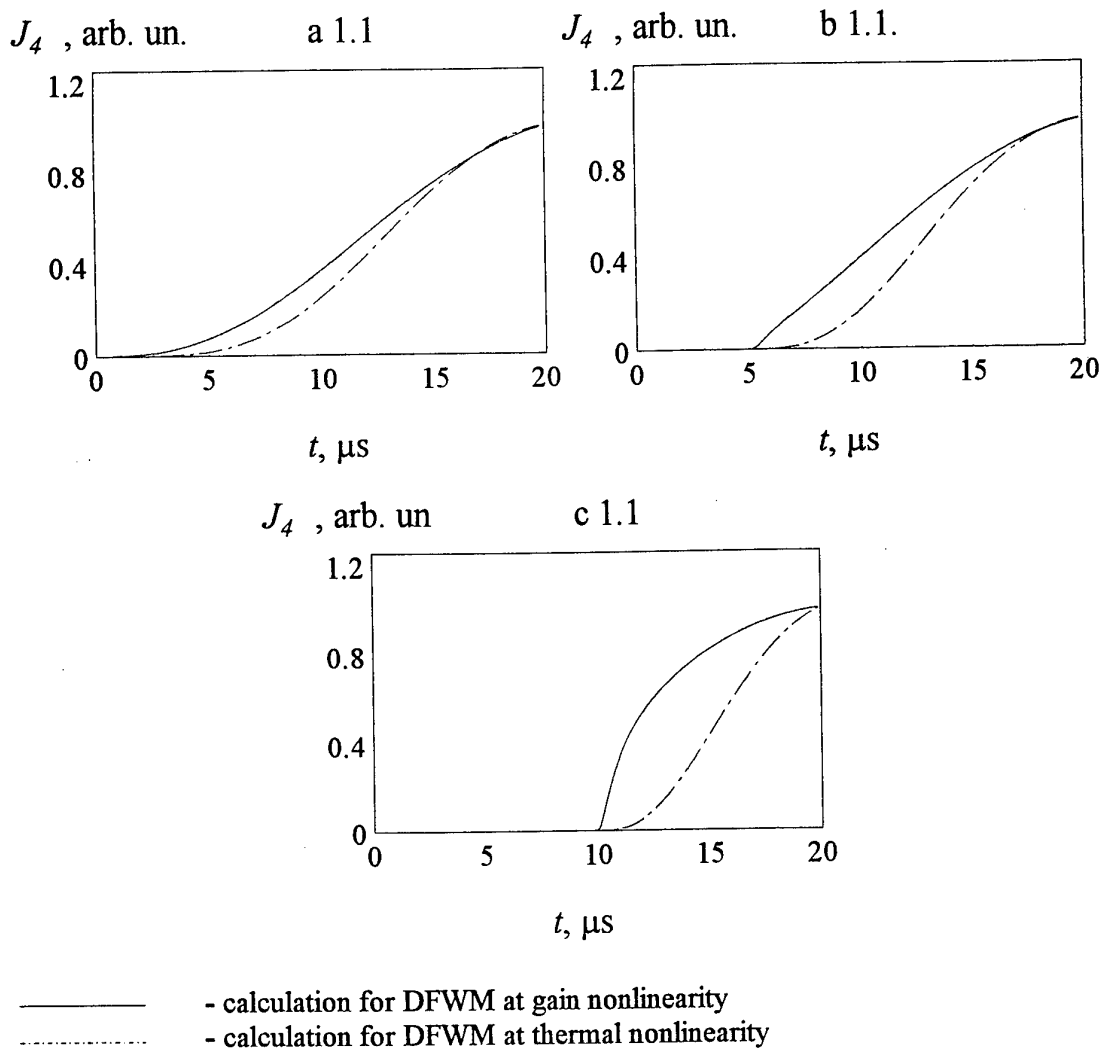 J4 , arb. un. a 1.1
1.2
0.8
0.4
0
0 5 10 15 20
t, μs
J4 , arb. un. b 1.1.
1.2
0.8
0.4
0
0 5 10 15 20
t, μs
J4 , arb. un c 1.1
1.2
0.8
0.4
0
0 5 10 15 20
t, μs
- calculation for DFWM at gain nonlinearity
- calculation for DFWM at thermal nonlinearity